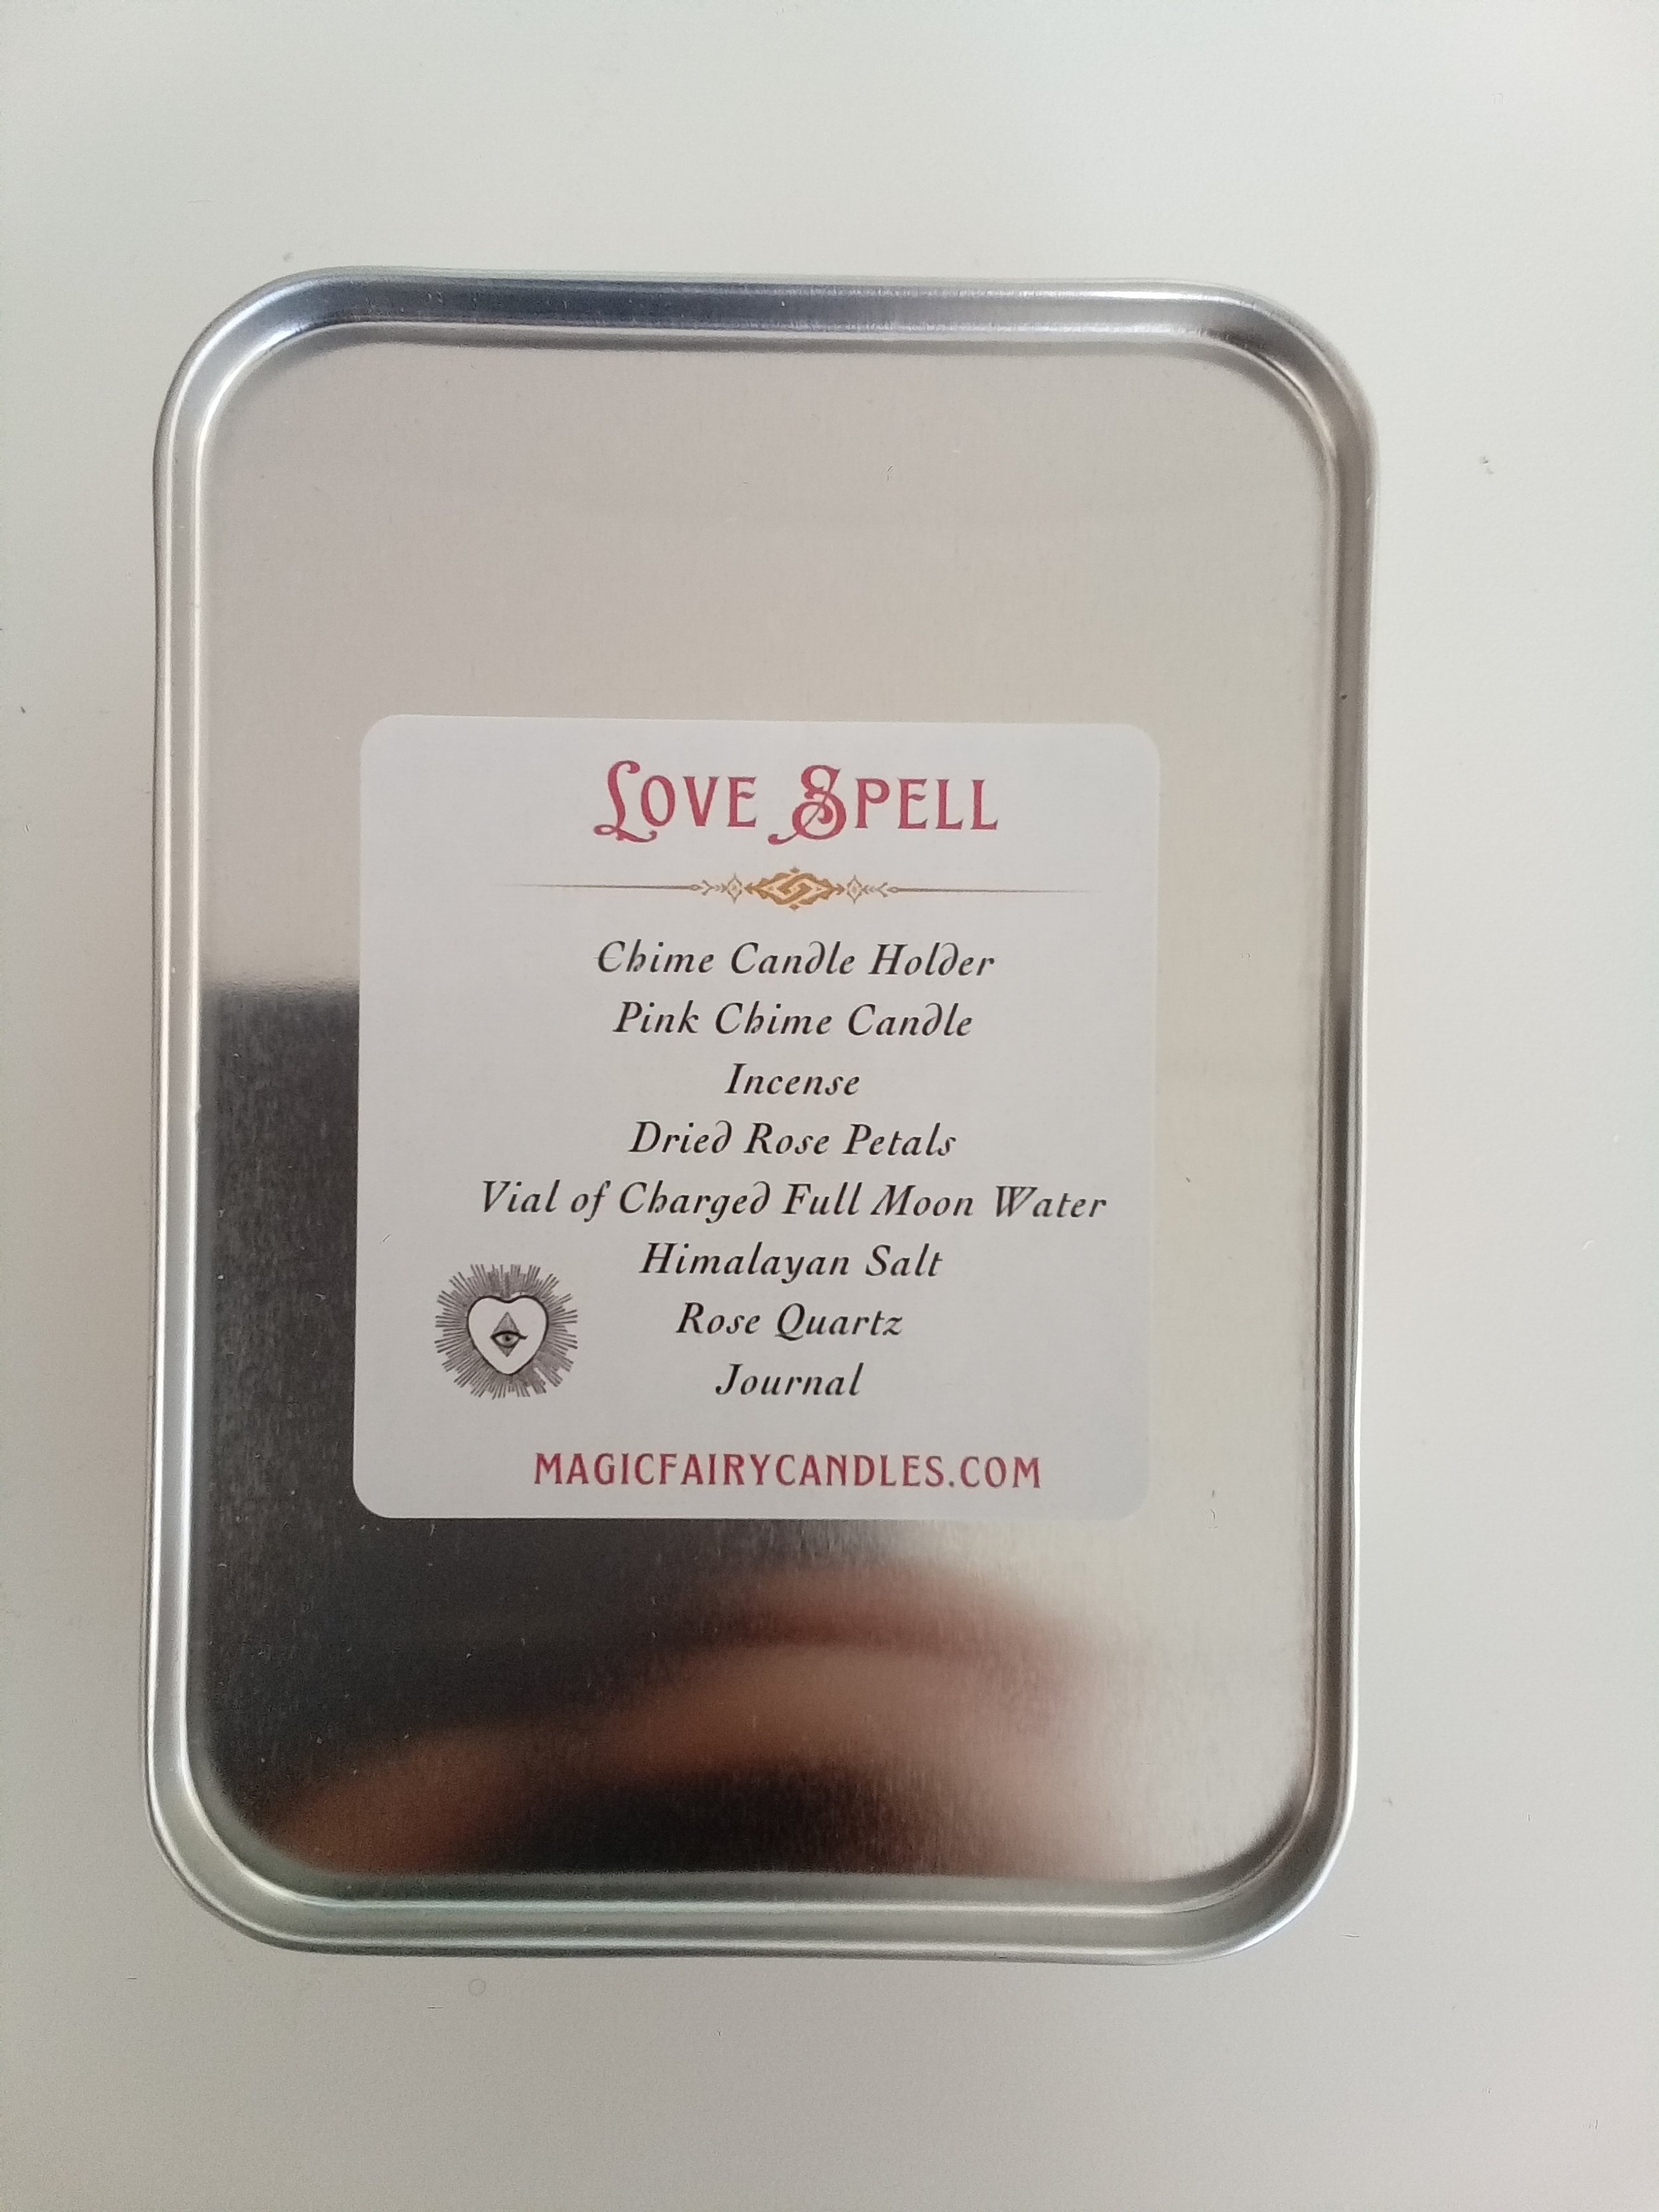 Love Spell
Chime Candle Holder
Pink Chime Candle
Incense
Dried Rose Petals
Vial of Charged Full Moon Water
Himalayan Salt
Rose Quartz
Journal
MAGICFAIRYCANDLES.COM